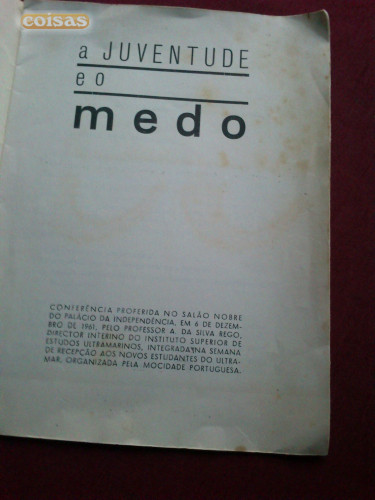 coisas
a JUVENTUDE
e o
medo
CONFERÊNCIA PROFERIDA NO SALÃO NOBRE
DO PALÁCIO DA INDEPENDÊNCIA, EM 6 DE DEZEM-
BRO DE 1961, PELO PROFESSOR A. DA SILVA REGO,
DIRECTOR INTERINO DO INSTITUTO SUPERIOR DE
ESTUDOS ULTRAMARINOS, INTEGRADA NA SEMANA
DE RECEPÇÃO AOS NOVOS ESTUDANTES DO ULTRA-
MAR, ORGANIZADA PELA MOCIDADE PORTUGUESA.